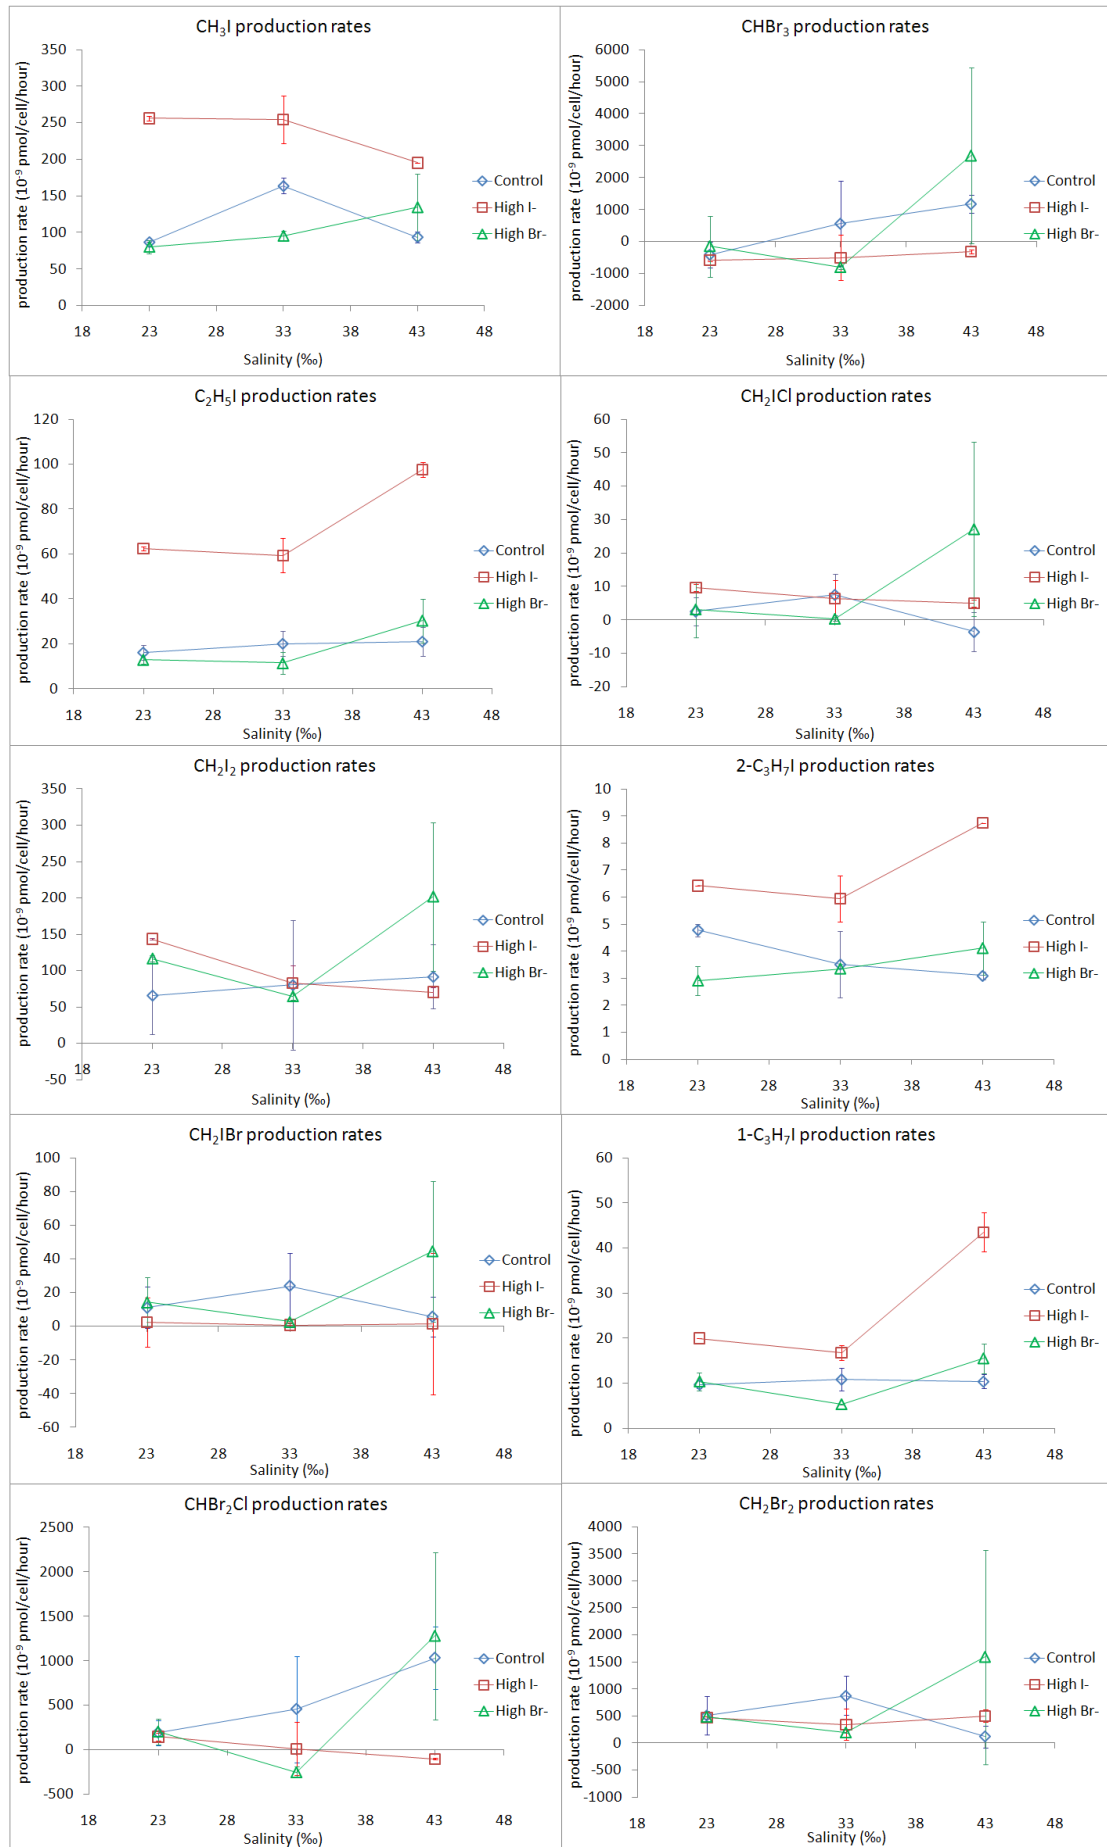 CH₃I production rates
production rate (10⁻⁹ pmol/cell/hour)
350
300
250
200
150
100
50
0
18 23 28 33 38 43 48
Salinity (‰)
Control
High I-
High Br-
CHBr₃ production rates
production rate (10⁻⁹ pmol/cell/hour)
6000
5000
4000
3000
2000
1000
0
-1000
-2000
18 23 28 33 38 43 48
Salinity (‰)
Control
High I-
High Br-
C₂H₅I production rates
production rate (10⁻⁹ pmol/cell/hour)
120
100
80
60
40
20
0
18 23 28 33 38 43 48
Salinity (‰)
Control
High I-
High Br-
CH₂ICl production rates
production rate (10⁻⁹ pmol/cell/hour)
60
50
40
30
20
10
0
-10
-20
18 23 28 33 38 43 48
Salinity (‰)
Control
High I-
High Br-
CH₂I₂ production rates
production rate (10⁻⁹ pmol/cell/hour)
350
300
250
200
150
100
50
0
-50
18 23 28 33 38 43 48
Salinity (‰)
Control
High I-
High Br-
2-C₃H₇I production rates
production rate (10⁻⁹ pmol/cell/hour)
10
9
8
7
6
5
4
3
2
1
0
18 23 28 33 38 43 48
Salinity (‰)
Control
High I-
High Br-
CH₂IBr production rates
production rate (10⁻⁹ pmol/cell/hour)
100
80
60
40
20
0
-20
-40
-60
18 23 28 33 38 43 48
Salinity (‰)
Control
High I-
High Br-
1-C₃H₇I production rates
production rate (10⁻⁹ pmol/cell/hour)
60
50
40
30
20
10
0
18 23 28 33 38 43 48
Salinity (‰)
Control
High I-
High Br-
CHBr₂Cl production rates
production rate (10⁻⁹ pmol/cell/hour)
2500
2000
1500
1000
500
0
-500
18 23 28 33 38 43 48
Salinity (‰)
Control
High I-
High Br-
CH₂Br₂ production rates
production rate (10⁻⁹ pmol/cell/hour)
4000
3500
3000
2500
2000
1500
1000
500
0
-500
-1000
18 23 28 33 38 43 48
Salinity (‰)
Control
High I-
High Br-